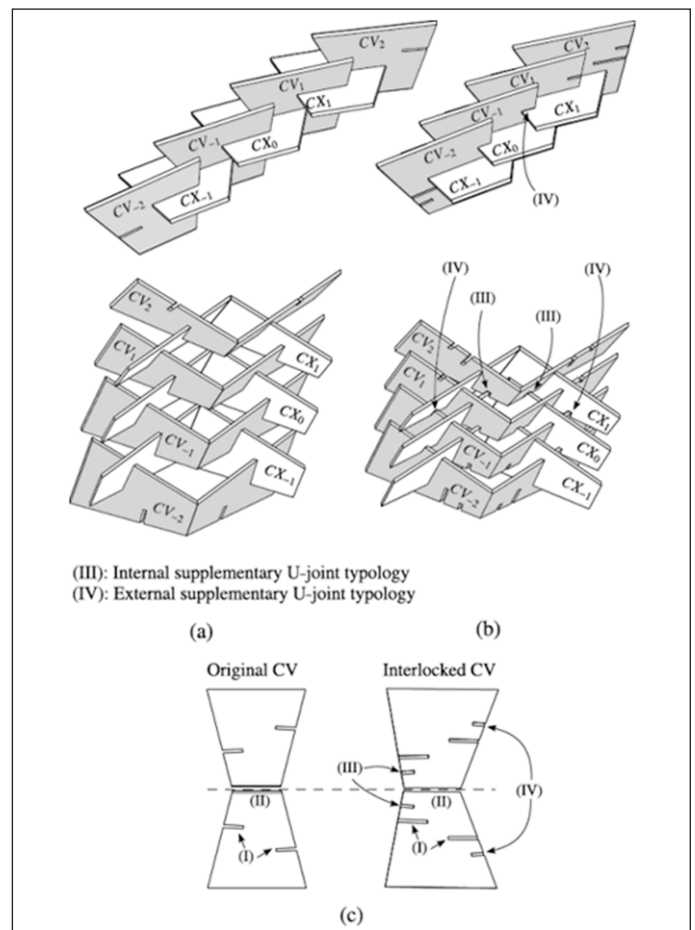 CV₂
CV₁
CX₁
CV₋₁
CX₀
CV₋₂
CX₋₁
CV₂
CV₁
CX₁
CV₋₁
CX₀
CV₋₂
CX₋₁
(IV)
CV₂
CV₁
CX₁
CX₀
CV₋₁
CX₋₁
CV₋₂
(IV)
(IV)
(III)
(III)
CV₂
CV₁
CX₁
CX₀
CV₋₁
CX₋₁
CV₋₂
(III): Internal supplementary U-joint typology
(IV): External supplementary U-joint typology
(a)
(b)
Original CV
Interlocked CV
(II)
(I)
(III)
(II)
(IV)
(I)
(c)